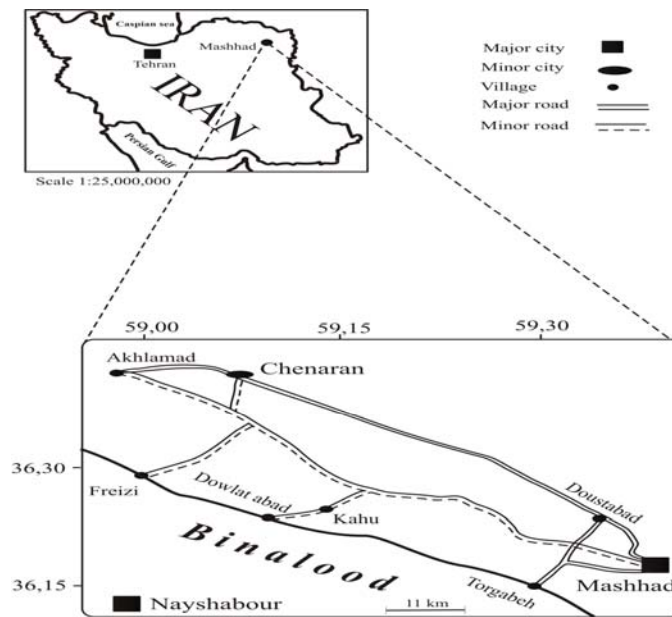 Caspian sea
Mashhad
Tehran
IRAN
Persian Gulf
Scale 1:25,000,000
Major city
Minor city
Village
Major road
Minor road
59,00 59,15 59,30
Akhlamad
Chenaran
36,30
Freizi
Dowlat abad
Kahu
Doustabad
Binalood
36,15
Torgabeh
Mashhad
Nayshabour
11 km